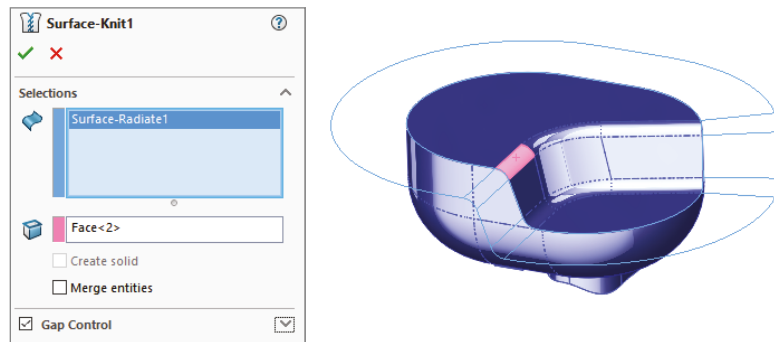 Surface-Knit1
Selections
Surface-Radiate1
Face<2>
Create solid
Merge entities
Gap Control